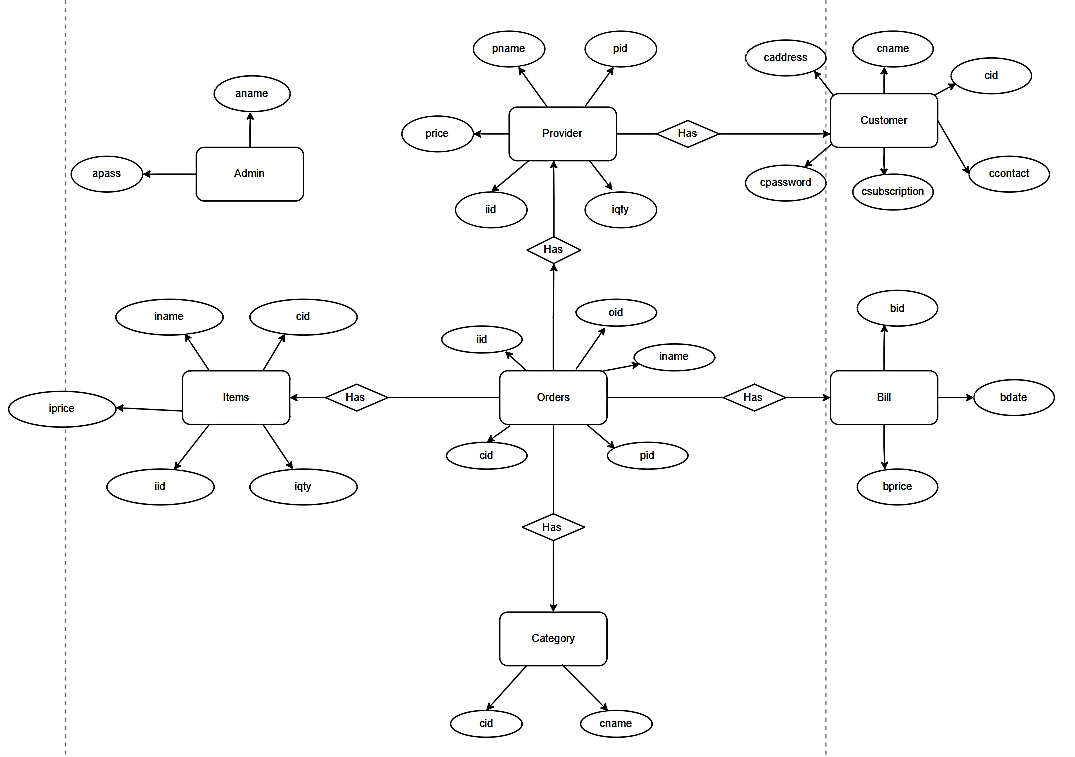 pname
pid
caddress
cname
cid
aname
price
Provider
Has
Customer
apass
Admin
cpassword
csubscription
ccontact
iid
iqty
Has
iname
cid
oid
bid
iid
iname
iprice
Items
Has
Orders
Has
Bill
bdate
cid
pid
iid
iqty
bprice
Has
Category
cid
cname